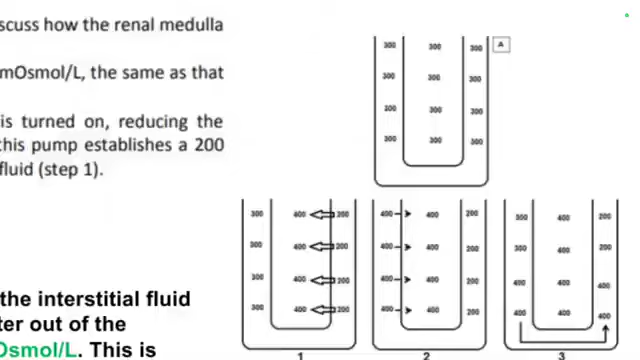 scuss how the renal medulla
mOsmol/L, the same as that
is turned on, reducing the
this pump establishes a 200
fluid (step 1).
the interstitial fluid
ter out of the
Osmol/L. This is
300 300 300 A
300 300 300
300 300 300
300 300 300
300 400 200 400 400 200 300 400 200
300 400 200 400 400 200 300 400 200
300 400 200 400 400 200 400 400 400
300 400 200 400 400 200 400 400 400
1 2 3